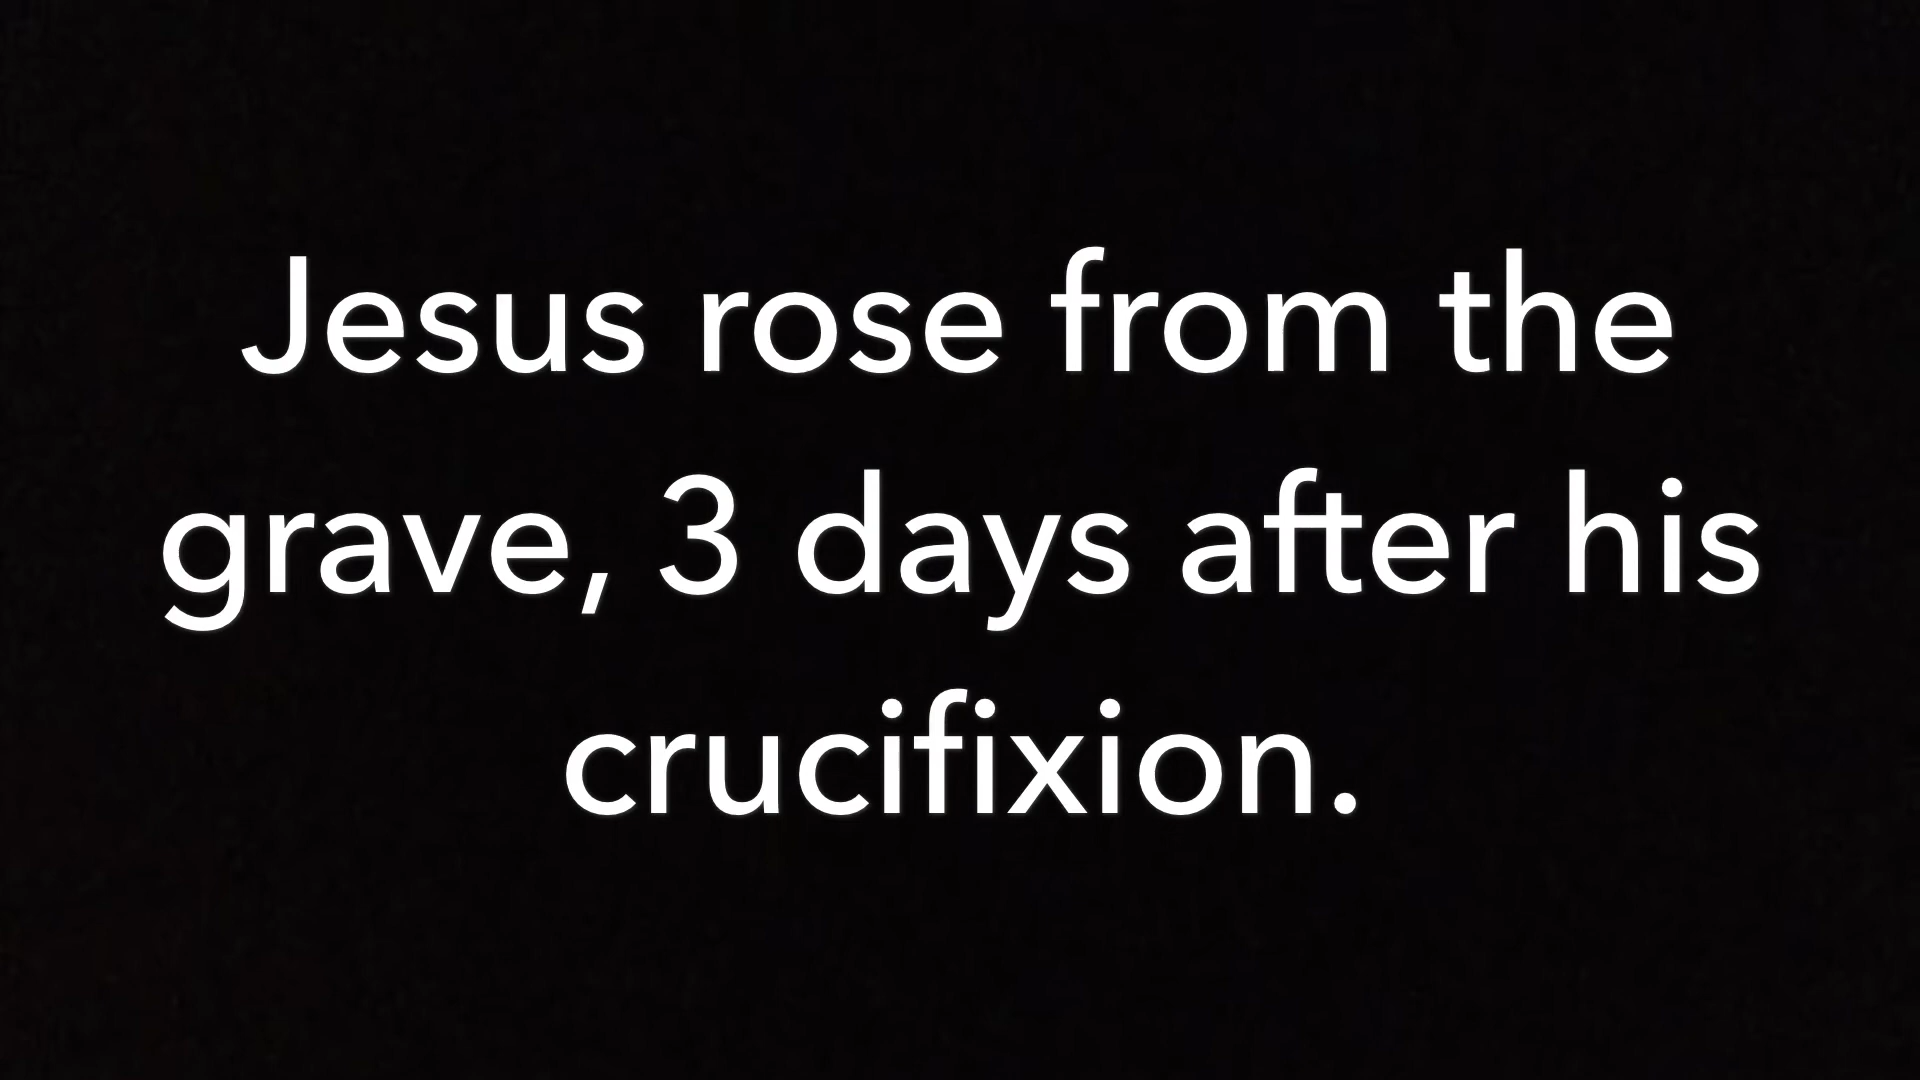 Jesus rose from the
grave, 3 days after his
crucifixion.